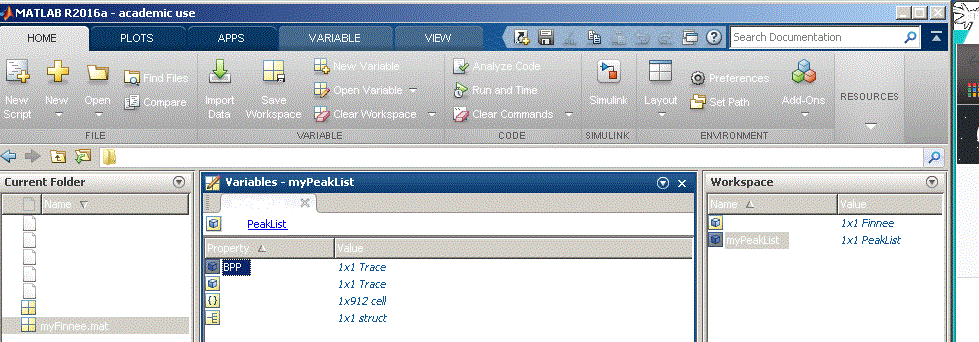 MATLAB R2016a - academic use
HOME PLOTS APPS VARIABLE VIEW Search Documentation
New Script New Open Find Files Compare
Import Data Save Workspace New Variable Open Variable Clear Workspace
Analyze Code Run and Time Clear Commands
Simulink Layout Preferences Set Path Add-Ons RESOURCES
FILE VARIABLE CODE SIMULINK ENVIRONMENT
Current Folder
Name
myFinnee.mat
Variables - myPeakList
PeakList
Property Value
BPP 1x1 Trace
1x1 Trace
1x912 cell
1x1 struct
Workspace
Name Value
1x1 Finnee
myPeakList 1x1 PeakList